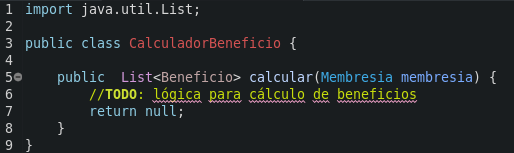 1 import java.util.List;
2
3 public class CalculadorBeneficio {
4
5     public  List<Beneficio> calcular(Membresia membresia) {
6         //TODO: lógica para cálculo de beneficios
7         return null;
8     }
9 }